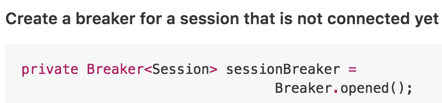 Create a breaker for a session that is not connected yet
private Breaker<Session> sessionBreaker =
Breaker.opened();